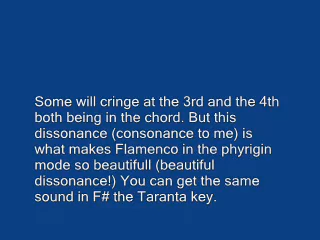 Some will cringe at the 3rd and the 4th
both being in the chord. But this
dissonance (consonance to me) is
what makes Flamenco in the phyrigin
mode so beautifull (beautiful
dissonance!) You can get the same
sound in F# the Taranta key.